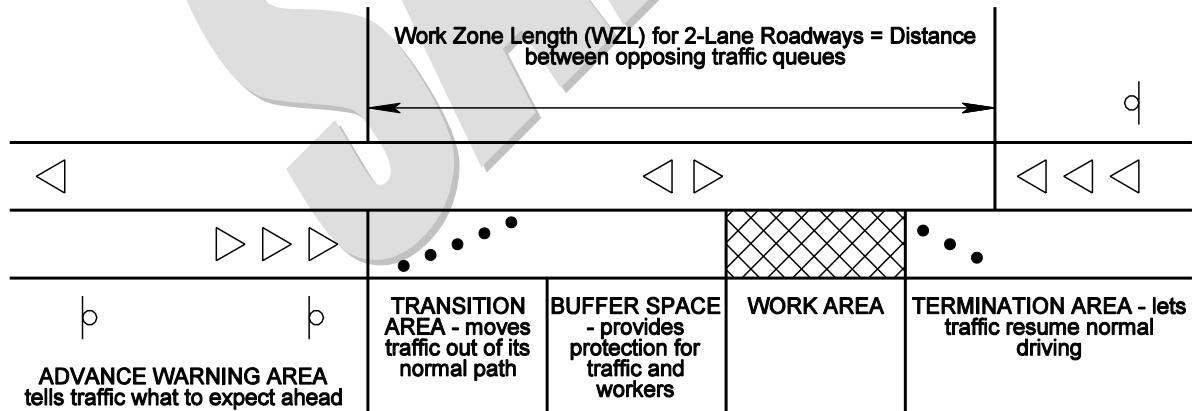 Work Zone Length (WZL) for 2-Lane Roadways = Distance
between opposing traffic queues
ADVANCE WARNING AREA
tells traffic what to expect ahead
TRANSITION
AREA - moves
traffic out of its
normal path
BUFFER SPACE
- provides
protection for
traffic and
workers
WORK AREA
TERMINATION AREA - lets
traffic resume normal
driving